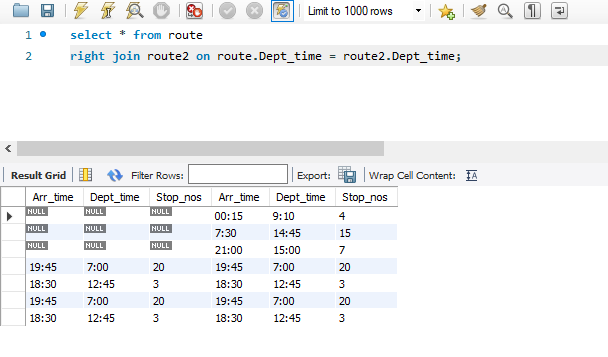 Limit to 1000 rows
1 select * from route
2 right join route2 on route.Dept_time = route2.Dept_time;
Result Grid Filter Rows: Export: Wrap Cell Content:
Arr_time Dept_time Stop_nos Arr_time Dept_time Stop_nos
NULL NULL NULL 00:15 9:10 4
NULL NULL NULL 7:30 14:45 15
NULL NULL NULL 21:00 15:00 7
19:45 7:00 20 19:45 7:00 20
18:30 12:45 3 18:30 12:45 3
19:45 7:00 20 19:45 7:00 20
18:30 12:45 3 18:30 12:45 3